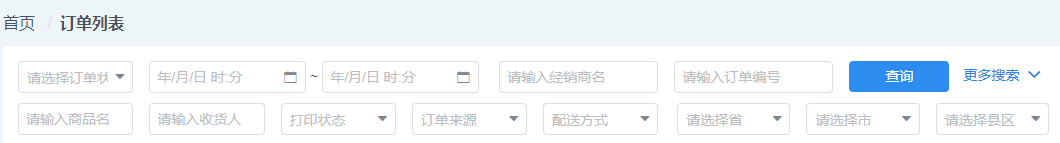 首页 / 订单列表
请选择订单状 年/月/日 时:分 ~ 年/月/日 时:分 请输入经销商名 请输入订单编号 查询 更多搜索
请输入商品名 请输入收货人 打印状态 订单来源 配送方式 请选择省 请选择市 请选择县区